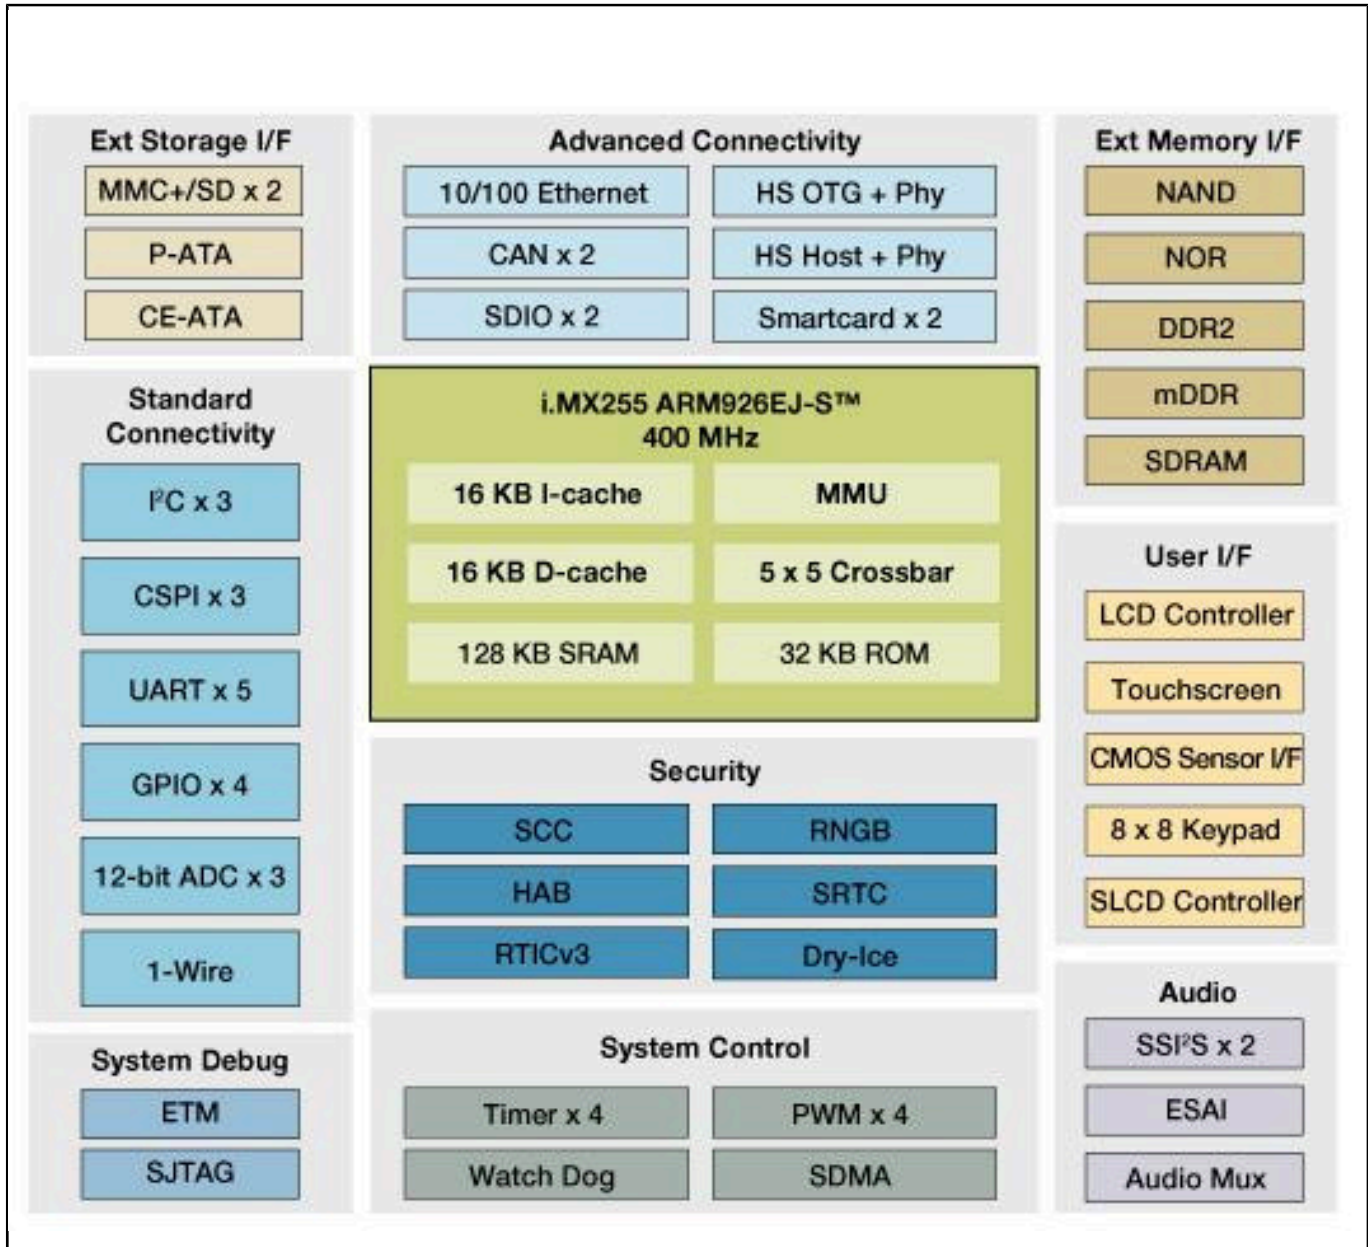 Ext Storage I/F
MMC+/SD x 2
P-ATA
CE-ATA
Advanced Connectivity
10/100 Ethernet
HS OTG + Phy
CAN x 2
HS Host + Phy
SDIO x 2
Smartcard x 2
Ext Memory I/F
NAND
NOR
DDR2
mDDR
SDRAM
Standard
Connectivity
I²C x 3
CSPI x 3
UART x 5
GPIO x 4
12-bit ADC x 3
1-Wire
i.MX255 ARM926EJ-S™
400 MHz
16 KB I-cache
MMU
16 KB D-cache
5 x 5 Crossbar
128 KB SRAM
32 KB ROM
User I/F
LCD Controller
Touchscreen
CMOS Sensor I/F
8 x 8 Keypad
SLCD Controller
Security
SCC
RNGB
HAB
SRTC
RTICv3
Dry-Ice
System Debug
ETM
SJTAG
System Control
Timer x 4
PWM x 4
Watch Dog
SDMA
Audio
SSI²S x 2
ESAI
Audio Mux